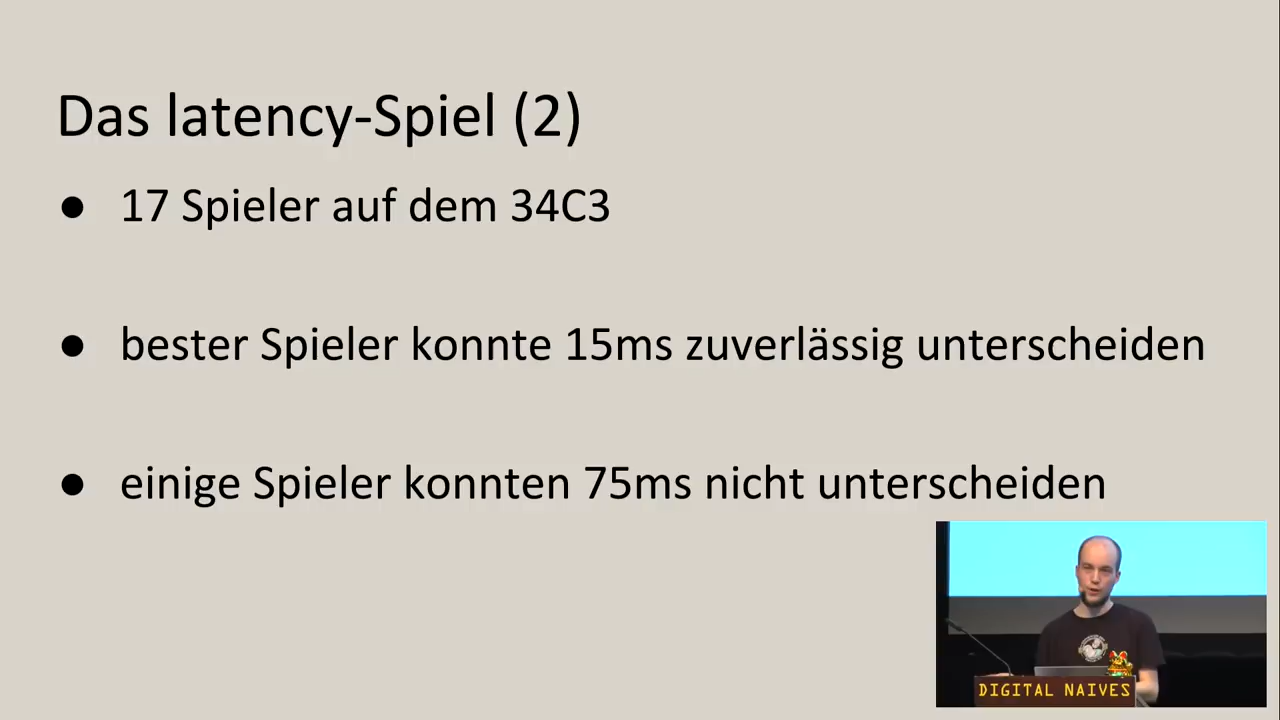 Das latency-Spiel (2)
● 17 Spieler auf dem 34C3
● bester Spieler konnte 15ms zuverlässig unterscheiden
● einige Spieler konnten 75ms nicht unterscheiden
DIGITAL NAIVES